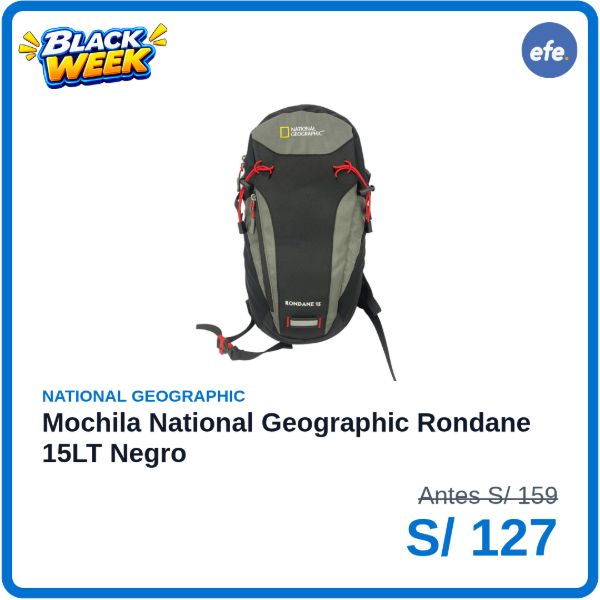 BLACK
WEEK
efe.
NATIONAL
GEOGRAPHIC
RONDANE 15
NATIONAL GEOGRAPHIC
Mochila National Geographic Rondane
15LT Negro
Antes S/ 159
S/ 127